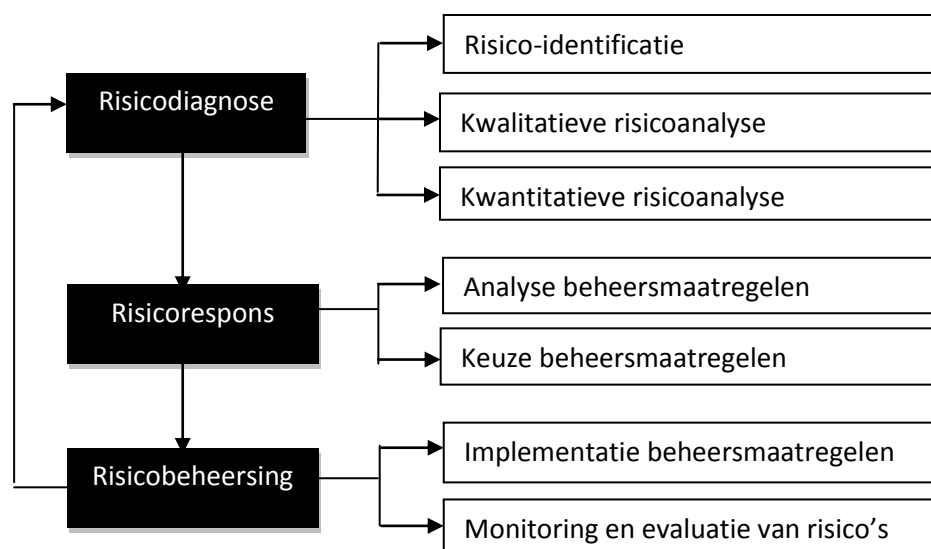 Risicodiagnose
Risico-identificatie
Kwalitatieve risicoanalyse
Kwantitatieve risicoanalyse
Risicorespons
Analyse beheersmaatregelen
Keuze beheersmaatregelen
Risicobeheersing
Implementatie beheersmaatregelen
Monitoring en evaluatie van risico’s